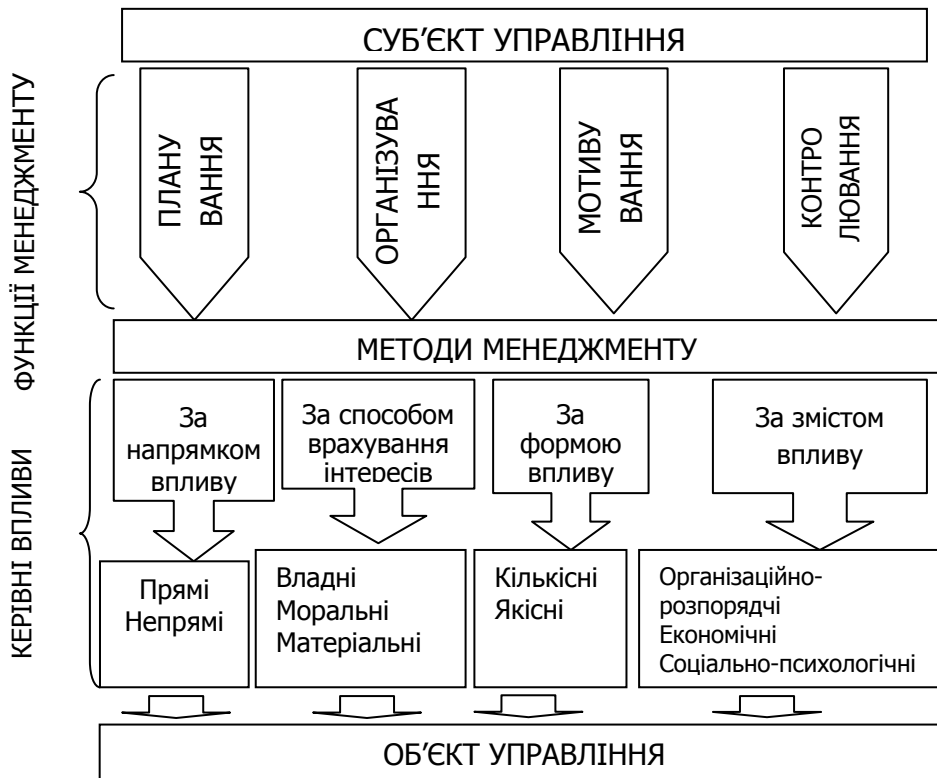 СУБ’ЄКТ УПРАВЛІННЯ
ФУНКЦІЇ МЕНЕДЖМЕНТУ
ПЛАНУ
ВАННЯ
ОРГАНІЗУВА
ННЯ
МОТИВУ
ВАННЯ
КОНТРО
ЛЮВАННЯ
МЕТОДИ МЕНЕДЖМЕНТУ
КЕРІВНІ ВПЛИВИ
За
напрямком
впливу
За способом
врахування
інтересів
За
формою
впливу
За змістом
впливу
Прямі
Непрямі
Владні
Моральні
Матеріальні
Кількісні
Якісні
Організаційно-
розпорядчі
Економічні
Соціально-психологічні
ОБ’ЄКТ УПРАВЛІННЯ